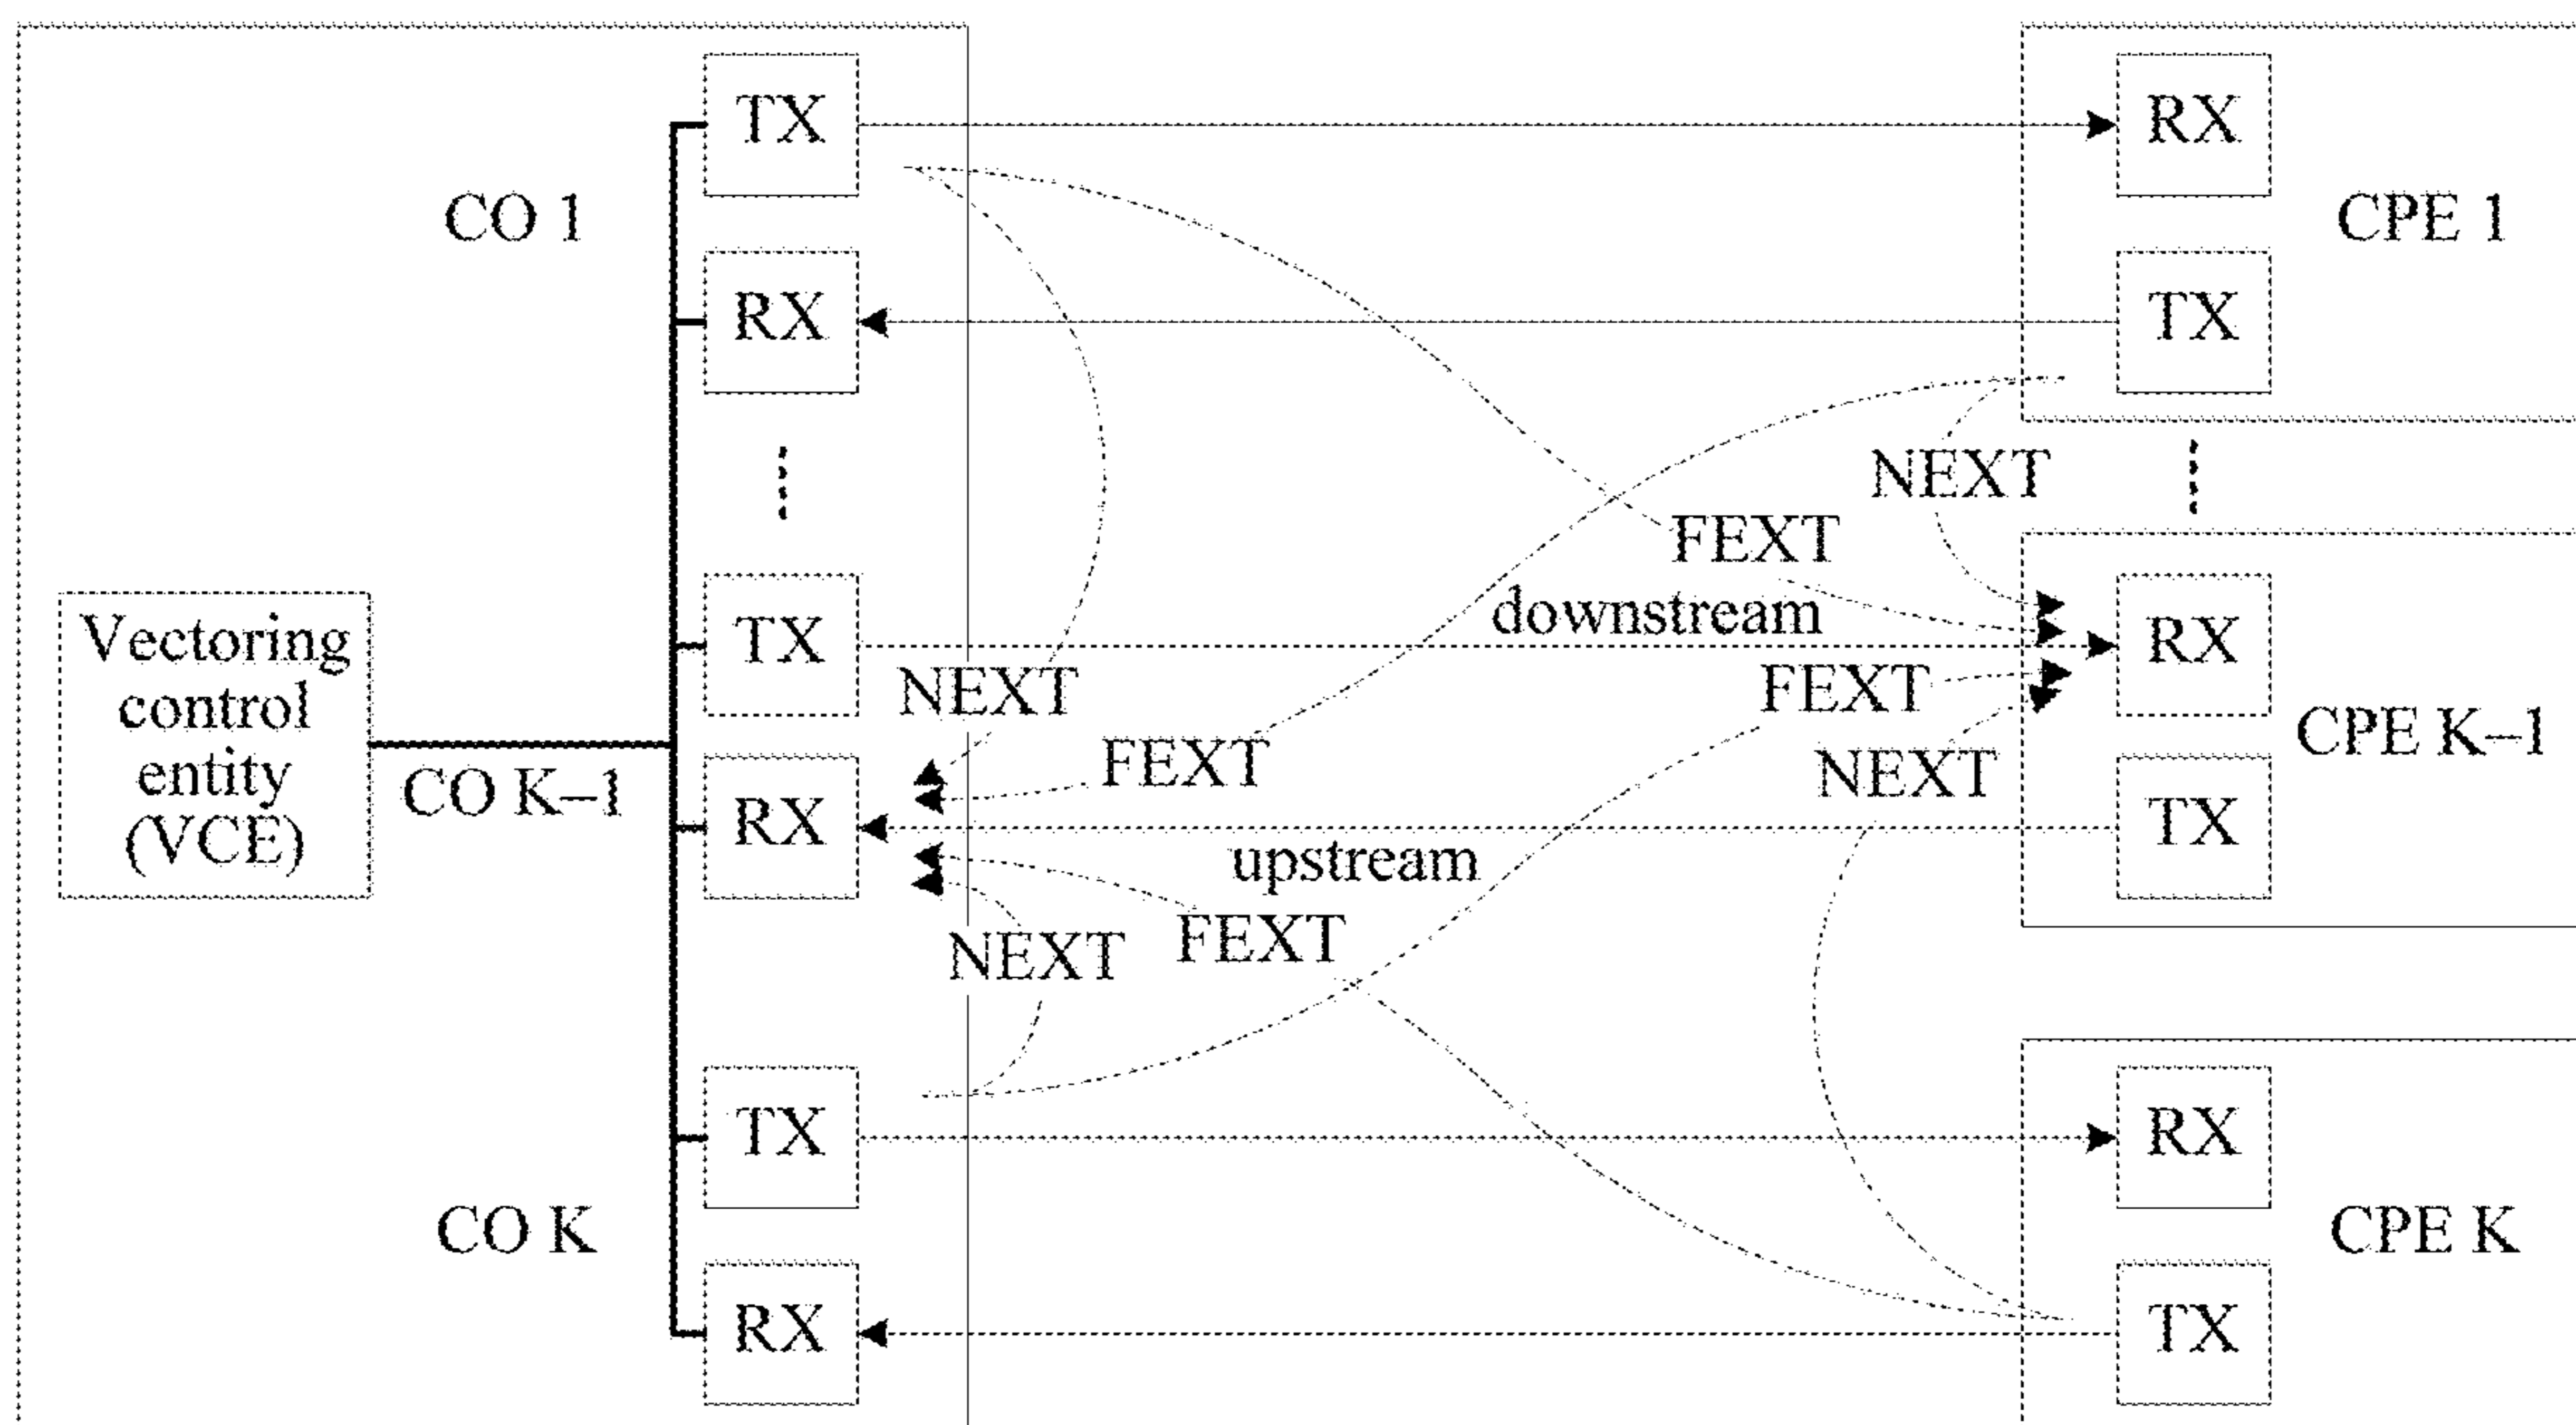 TX
RX
CO 1
CPE 1
RX
TX
NEXT
FEXT
TX
downstream
RX
Vectoring
control
entity
(VCE)
NEXT
FEXT
CO K–1
FEXT
NEXT
CPE K–1
RX
upstream
TX
NEXT
FEXT
TX
RX
CO K
CPE K
RX
TX